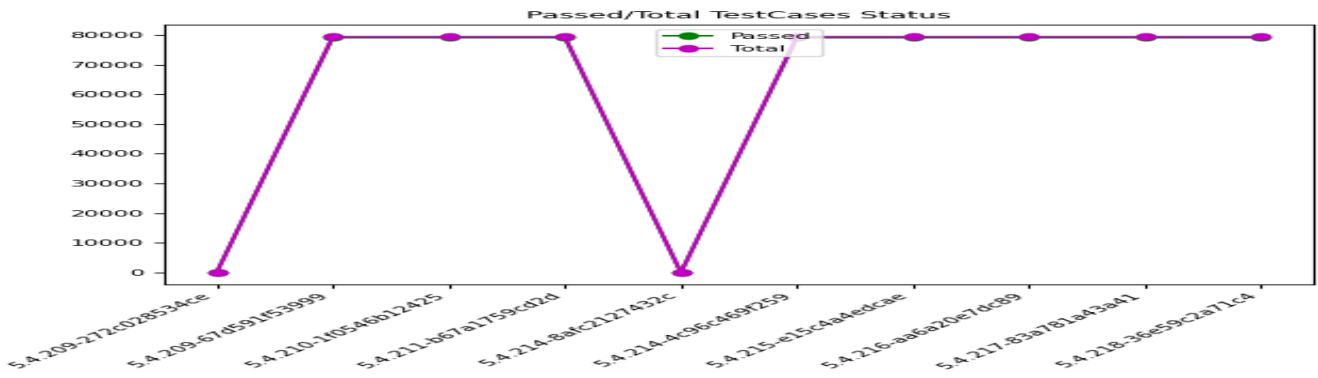 Passed/Total TestCases Status
Passed
Total
80000
70000
60000
50000
40000
30000
20000
10000
0
5.4.209-272c028534ce
5.4.209-67d591f53999
5.4.210-1f0546b12425
5.4.211-b67a1759cd2d
5.4.214-8afc2127432c
5.4.214-4c96c469f259
5.4.215-e15c4a4edcae
5.4.216-aa6a20e7dc89
5.4.217-83a781a43a41
5.4.218-36e59c2a71c4